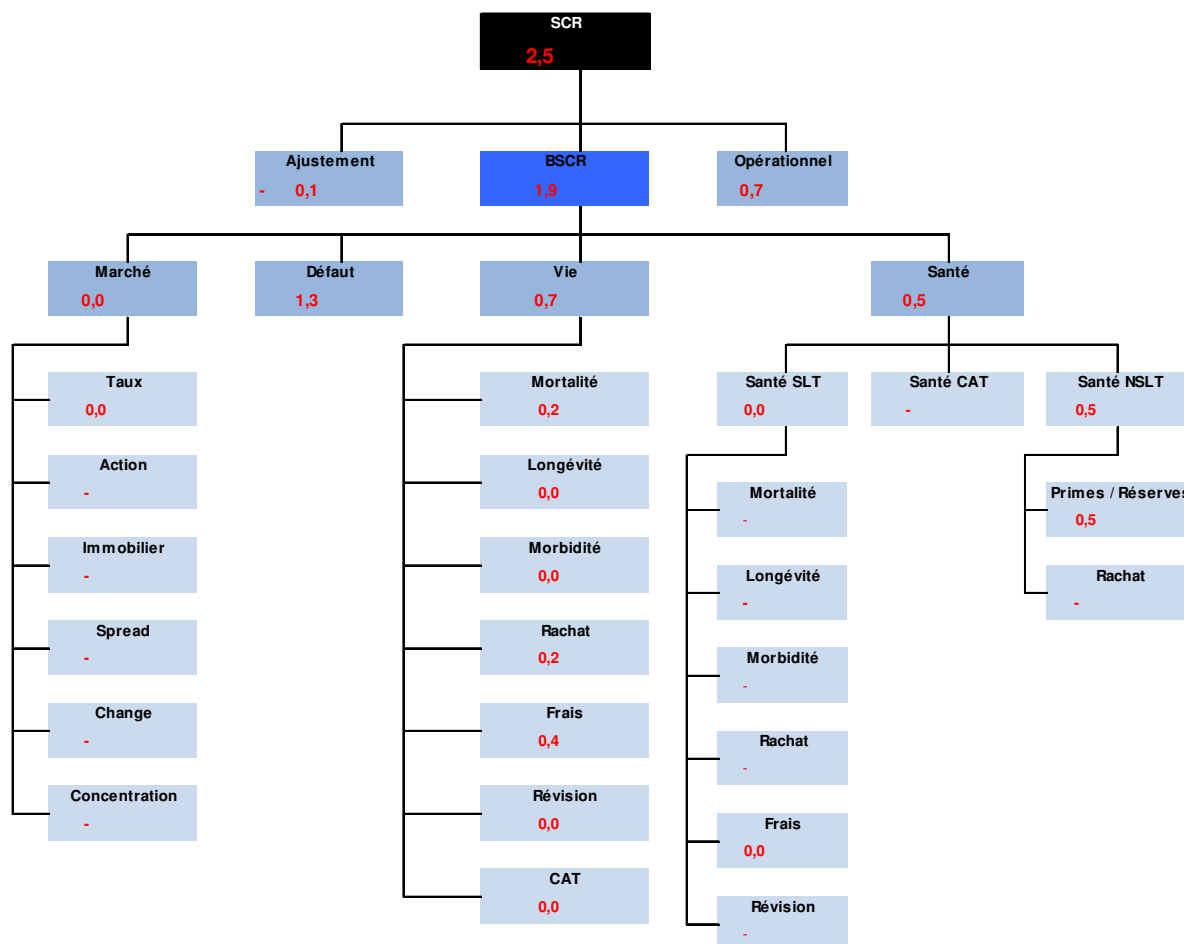 SCR
2,5
Ajustement
- 0,1
BSCR
1,9
Opérationnel
0,7
Marché
0,0
Défaut
1,3
Vie
0,7
Santé
0,5
Taux
0,0
Action
-
Immobilier
-
Spread
-
Change
-
Concentration
-
Mortalité
0,2
Longévité
0,0
Morbidité
0,0
Rachat
0,2
Frais
0,4
Révision
0,0
CAT
0,0
Santé SLT
0,0
Santé CAT
-
Santé NSLT
0,5
Mortalité
-
Longévité
-
Morbidité
-
Rachat
-
Frais
0,0
Révision
-
Primes / Réserves
0,5
Rachat
-